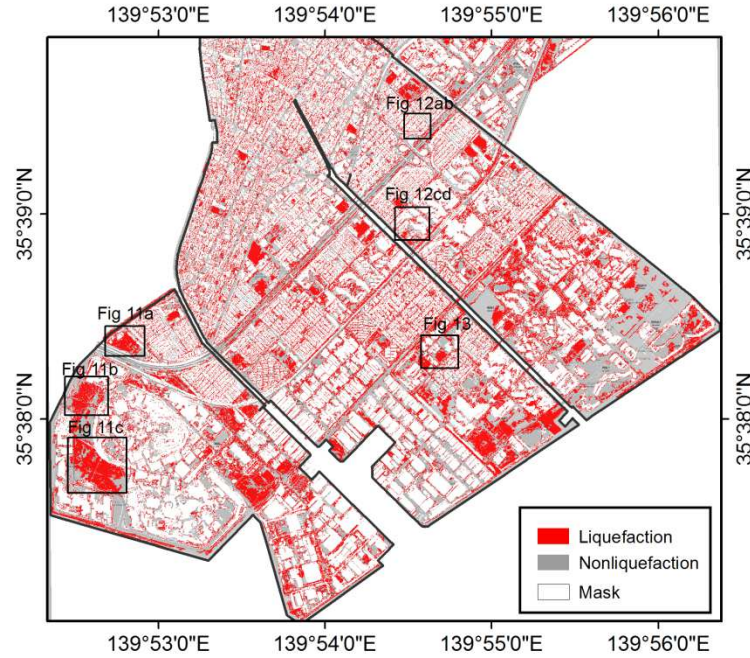 139°53'0"E 139°54'0"E 139°55'0"E 139°56'0"E
Fig 12ab
35°39'0"N 35°39'0"N
Fig 12cd
Fig 11a
Fig 13
Fig 11b
35°38'0"N 35°38'0"N
Fig 11c
Liquefaction
Nonliquefaction
Mask
139°53'0"E 139°54'0"E 139°55'0"E 139°56'0"E